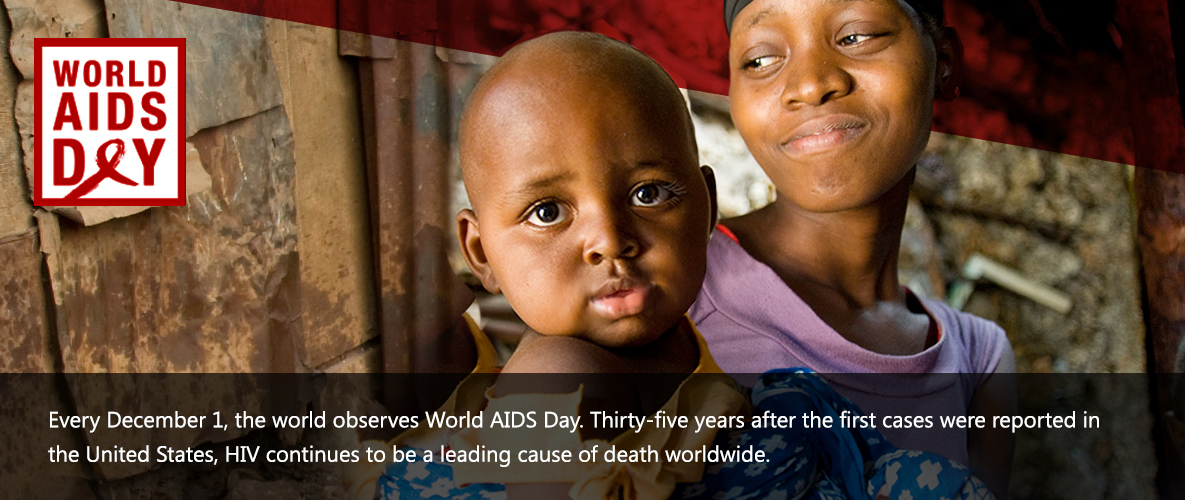 WORLD
AIDS
DAY
Every December 1, the world observes World AIDS Day. Thirty-five years after the first cases were reported in
the United States, HIV continues to be a leading cause of death worldwide.